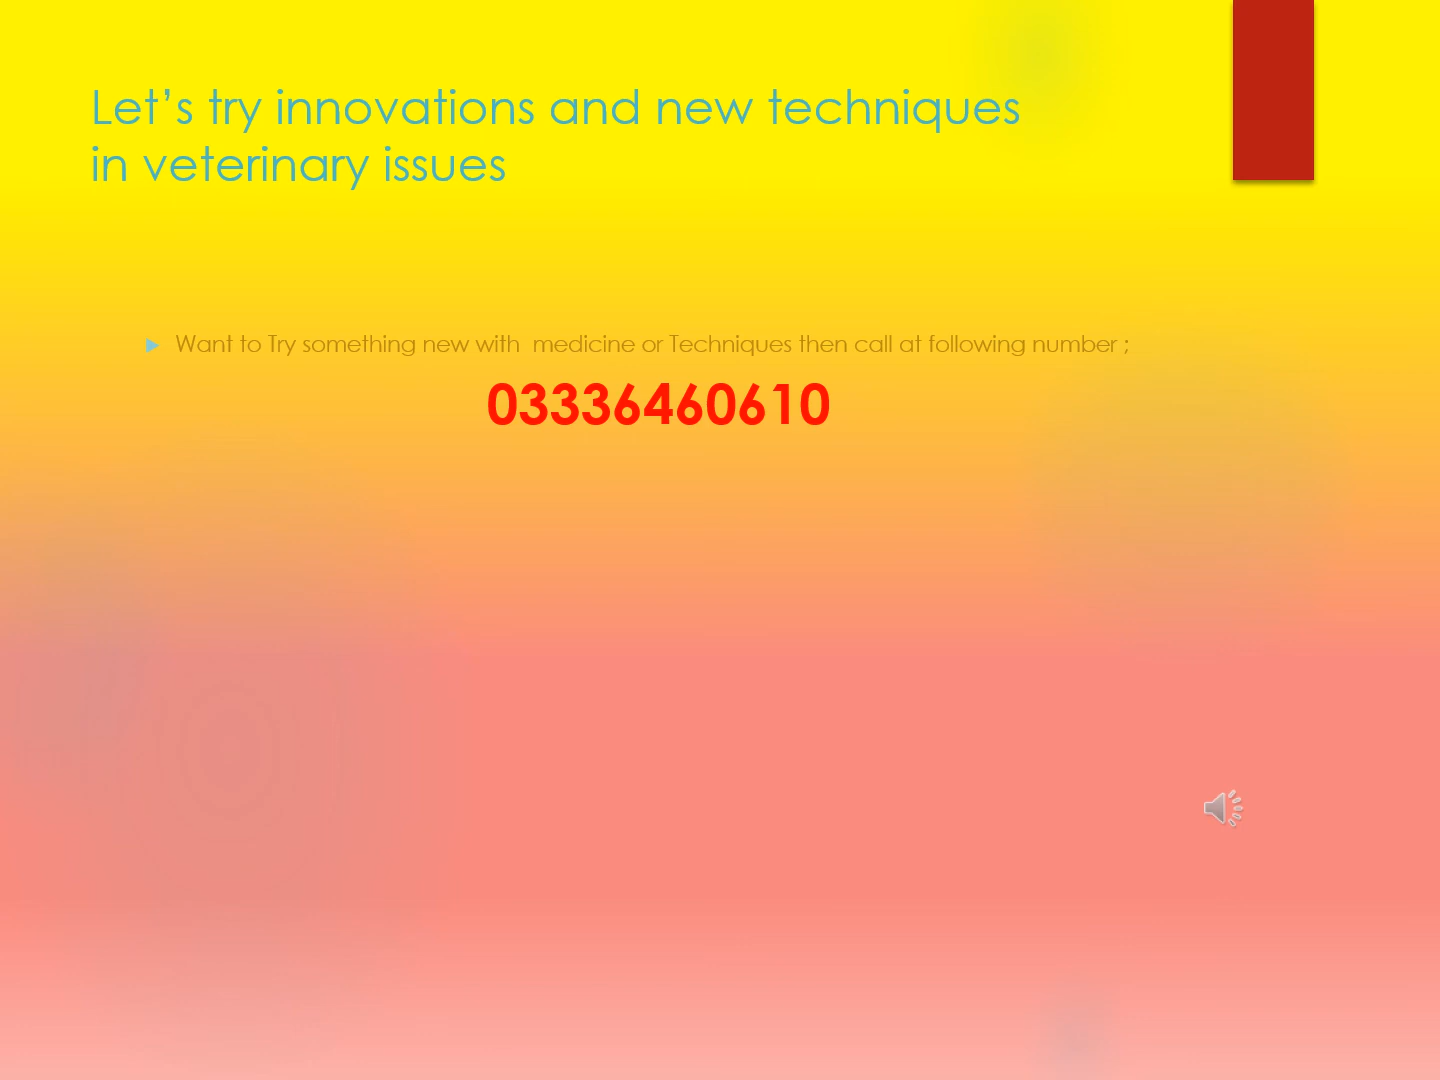 Let’s try innovations and new techniques
in veterinary issues
Want to Try something new with  medicine or Techniques then call at following number ;
03336460610